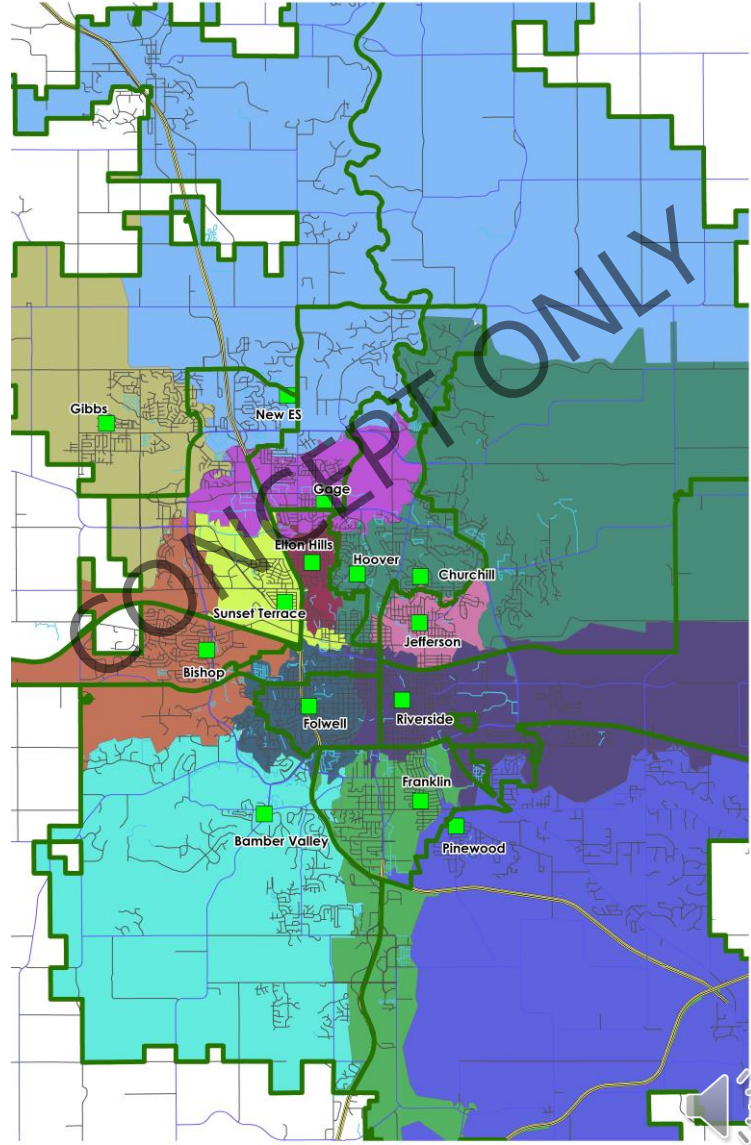 CONCEPT ONLY
Gibbs
New ES
Gage
Elton Hills
Hoover
Churchill
Sunset Terrace
Jefferson
Bishop
Folwell
Riverside
Franklin
Bamber Valley
Pinewood